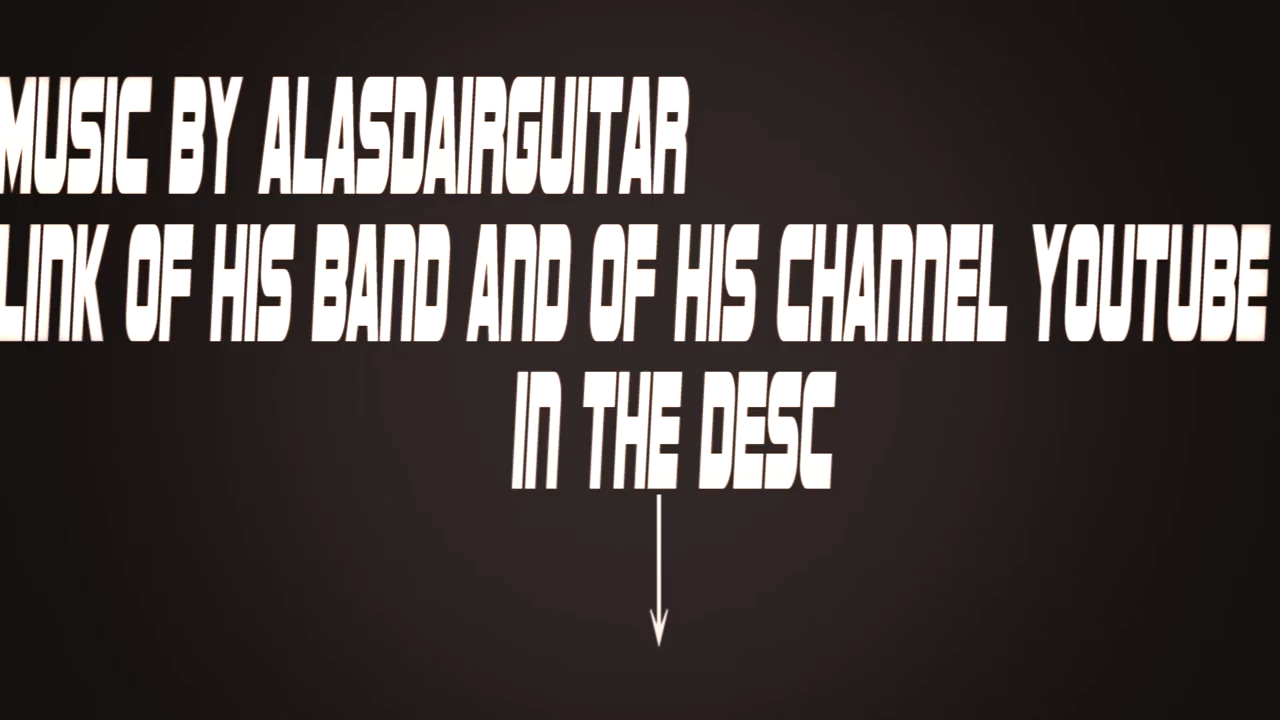 MUSIC BY ALASDAIRGUITAR
LINK OF HIS BAND AND OF HIS CHANNEL YOUTUBE
IN THE DESC